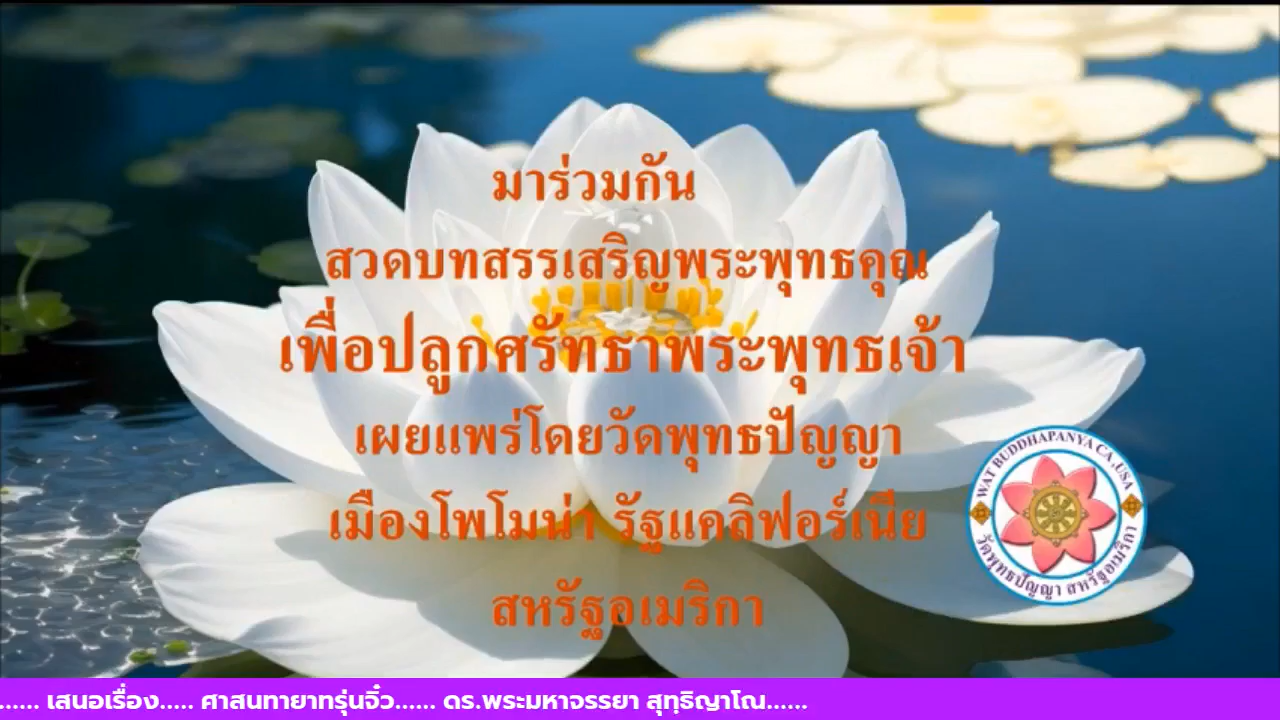 มาร่วมกัน
สวดบทสรรเสริญพระพุทธคุณ
เพื่อปลูกศรัทธาพระพุทธเจ้า
เผยแพร่โดยวัดพุทธปัญญา
เมืองโพโมน่า รัฐแคลิฟอร์เนีย
สหรัฐอเมริกา
WAT BUDDHAPANYA CA.,USA
วัดพุทธปัญญา สหรัฐอเมริกา
...... เสนอเรื่อง..... ศาสนทายาทรุ่นจิ๋ว...... ดร.พระมหาจรรยา สุทฺธิญาโณ......